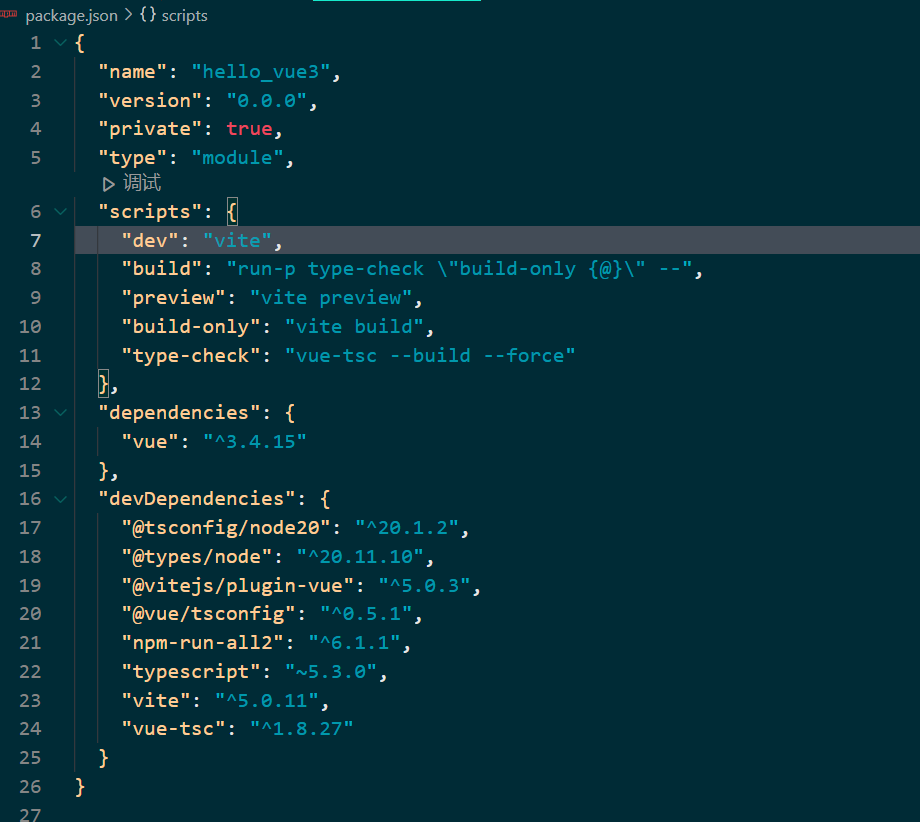 package.json > {} scripts
1 {
2 "name": "hello_vue3",
3 "version": "0.0.0",
4 "private": true,
5 "type": "module",
调试
6 "scripts": {
7 "dev": "vite",
8 "build": "run-p type-check \"build-only {@}\" --",
9 "preview": "vite preview",
10 "build-only": "vite build",
11 "type-check": "vue-tsc --build --force"
12 },
13 "dependencies": {
14 "vue": "^3.4.15"
15 },
16 "devDependencies": {
17 "@tsconfig/node20": "^20.1.2",
18 "@types/node": "^20.11.10",
19 "@vitejs/plugin-vue": "^5.0.3",
20 "@vue/tsconfig": "^0.5.1",
21 "npm-run-all2": "^6.1.1",
22 "typescript": "~5.3.0",
23 "vite": "^5.0.11",
24 "vue-tsc": "^1.8.27"
25 }
26 }
27